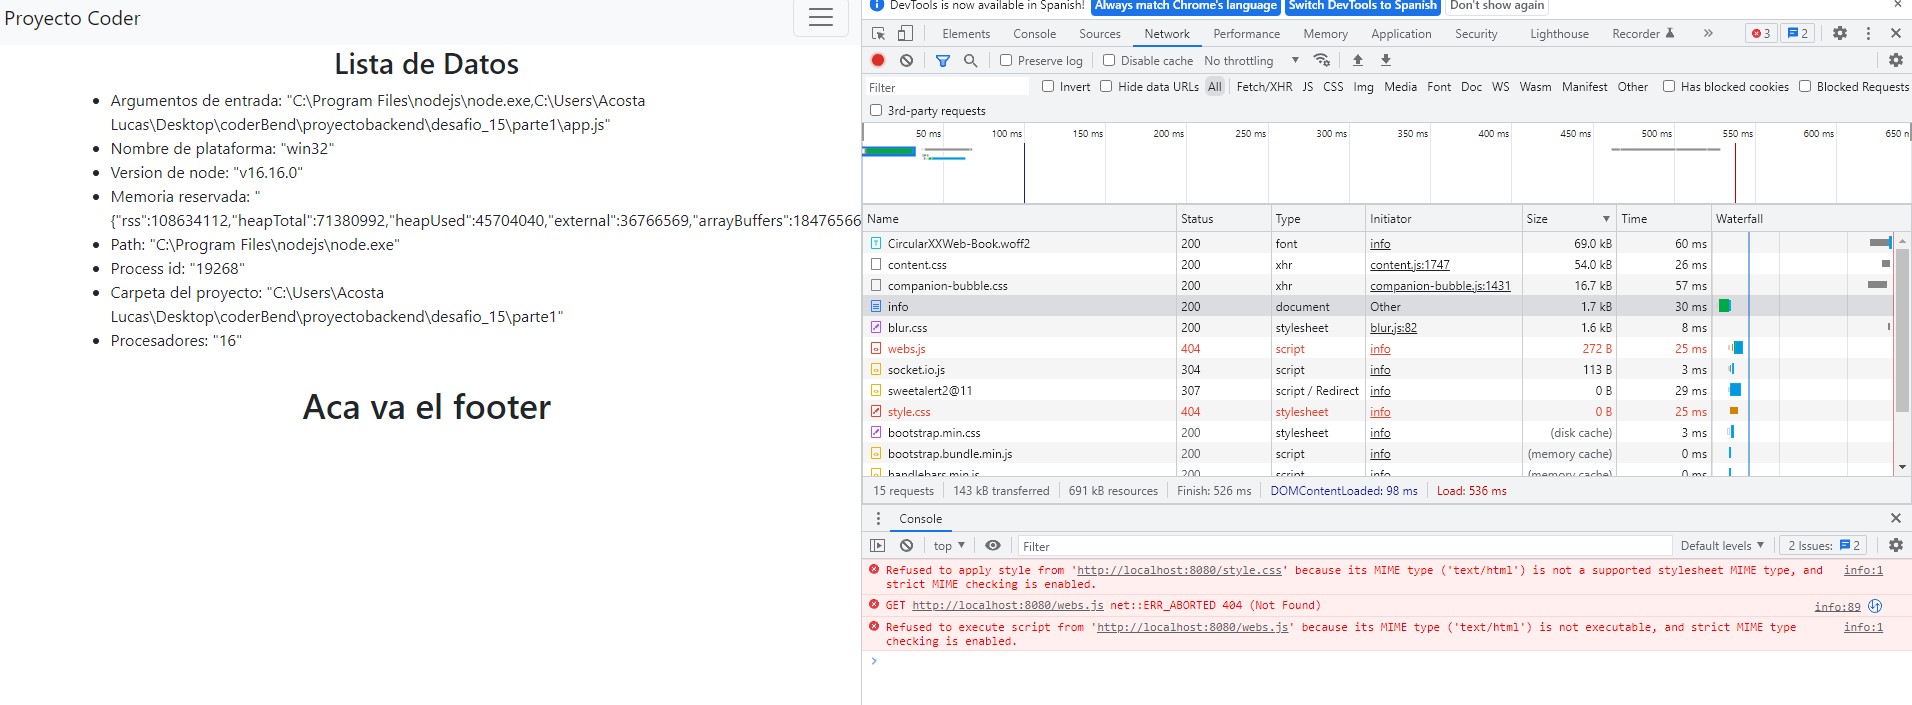 Proyecto Coder
Lista de Datos
Argumentos de entrada: "C:\Program Files\nodejs\node.exe,C:\Users\Acosta
Lucas\Desktop\coderBend\proyectobackend\desafio_15\parte1\app.js"
Nombre de plataforma: "win32"
Version de node: "v16.16.0"
Memoria reservada: "
{"rss":108634112,"heapTotal":71380992,"heapUsed":45704040,"external":36766569,"arrayBuffers":18476566
Path: "C:\Program Files\nodejs\node.exe"
Process id: "19268"
Carpeta del proyecto: "C:\Users\Acosta
Lucas\Desktop\coderBend\proyectobackend\desafio_15\parte1"
Procesadores: "16"
Aca va el footer
DevTools is now available in Spanish! Always match Chrome's language Switch DevTools to Spanish Don't show again
Elements Console Sources Network Performance Memory Application Security Lighthouse Recorder » 3 2
Preserve log Disable cache No throttling
Filter Invert Hide data URLs All Fetch/XHR JS CSS Img Media Font Doc WS Wasm Manifest Other Has blocked cookies Blocked Requests
3rd-party requests
50 ms 100 ms 150 ms 200 ms 250 ms 300 ms 350 ms 400 ms 450 ms 500 ms 550 ms 600 ms 650 
Name Status Type Initiator Size Time Waterfall
CircularXXWeb-Book.woff2 200 font info 69.0 kB 60 ms
content.css 200 xhr content.js:1747 54.0 kB 26 ms
companion-bubble.css 200 xhr companion-bubble.js:1431 16.7 kB 57 ms
info 200 document Other 1.7 kB 30 ms
blur.css 200 stylesheet blur.js:82 1.6 kB 8 ms
webs.js 404 script info 272 B 25 ms
socket.io.js 304 script info 113 B 3 ms
sweetalert2@11 307 script / Redirect info 0 B 29 ms
style.css 404 stylesheet info 0 B 25 ms
bootstrap.min.css 200 stylesheet info (disk cache) 3 ms
bootstrap.bundle.min.js 200 script info (memory cache) 0 ms
handlebars.min.js 200 script info (memory cache) 0 ms
15 requests 143 kB transferred 691 kB resources Finish: 526 ms DOMContentLoaded: 98 ms Load: 536 ms
Console
top Filter Default levels 2 Issues: 2
Refused to apply style from 'http://localhost:8080/style.css' because its MIME type ('text/html') is not a supported stylesheet MIME type, and info:1
strict MIME checking is enabled.
GET http://localhost:8080/webs.js net::ERR_ABORTED 404 (Not Found) info:89
Refused to execute script from 'http://localhost:8080/webs.js' because its MIME type ('text/html') is not executable, and strict MIME type info:1
checking is enabled.